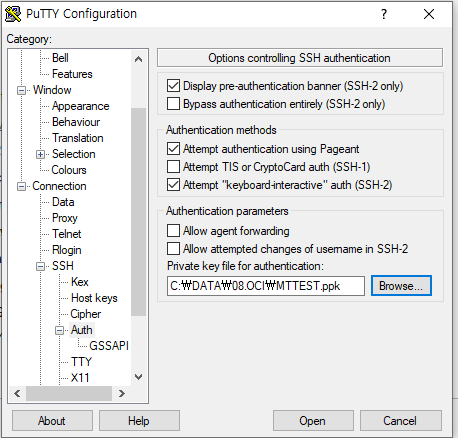 PuTTY Configuration
?
Category:
Bell
Features
Window
Appearance
Behaviour
Translation
Selection
Colours
Connection
Data
Proxy
Telnet
Rlogin
SSH
Kex
Host keys
Cipher
Auth
GSSAPI
TTY
X11
Options controlling SSH authentication
Display pre-authentication banner (SSH-2 only)
Bypass authentication entirely (SSH-2 only)
Authentication methods
Attempt authentication using Pageant
Attempt TIS or CryptoCard auth (SSH-1)
Attempt "keyboard-interactive" auth (SSH-2)
Authentication parameters
Allow agent forwarding
Allow attempted changes of username in SSH-2
Private key file for authentication:
C:₩DATA₩08.OCI₩MTTEST.ppk
Browse...
About
Help
Open
Cancel